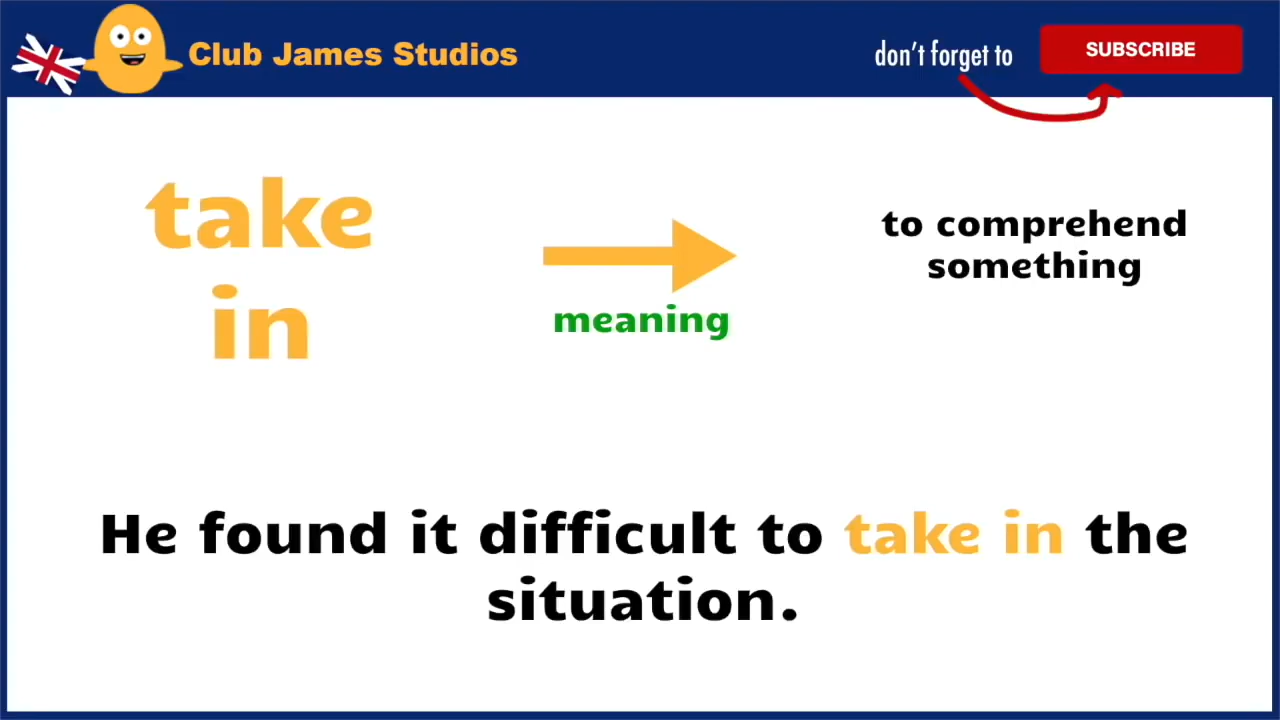 Club James Studios
don't forget to
SUBSCRIBE
take
in
meaning
to comprehend
something
He found it difficult to take in the
situation.